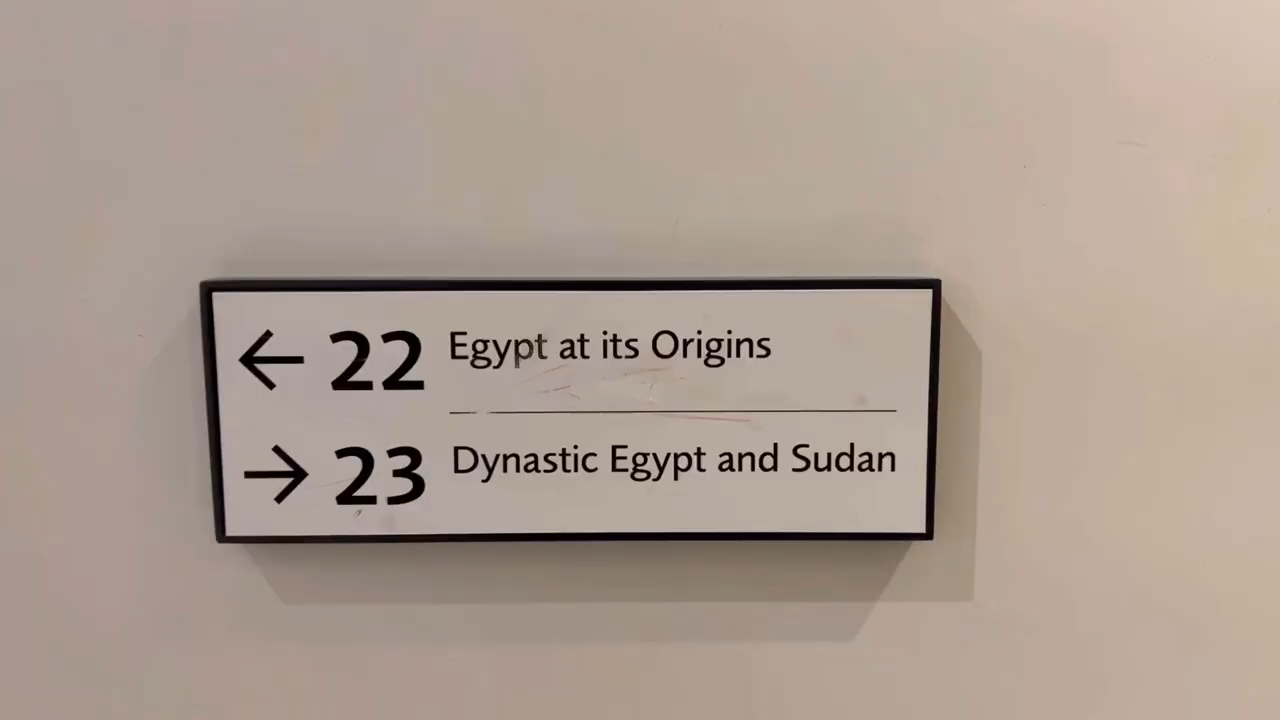 ← 22 Egypt at its Origins
→ 23 Dynastic Egypt and Sudan